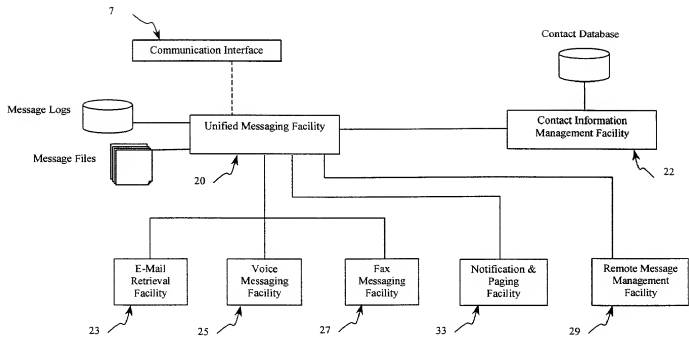 7
Communication Interface
Contact Database
Message Logs
Unified Messaging Facility
Contact Information
Management Facility
Message Files
20
22
E-Mail
Retrieval
Facility
Voice
Messaging
Facility
Fax
Messaging
Facility
Notification &
Paging
Facility
Remote Message
Management
Facility
23
25
27
33
29